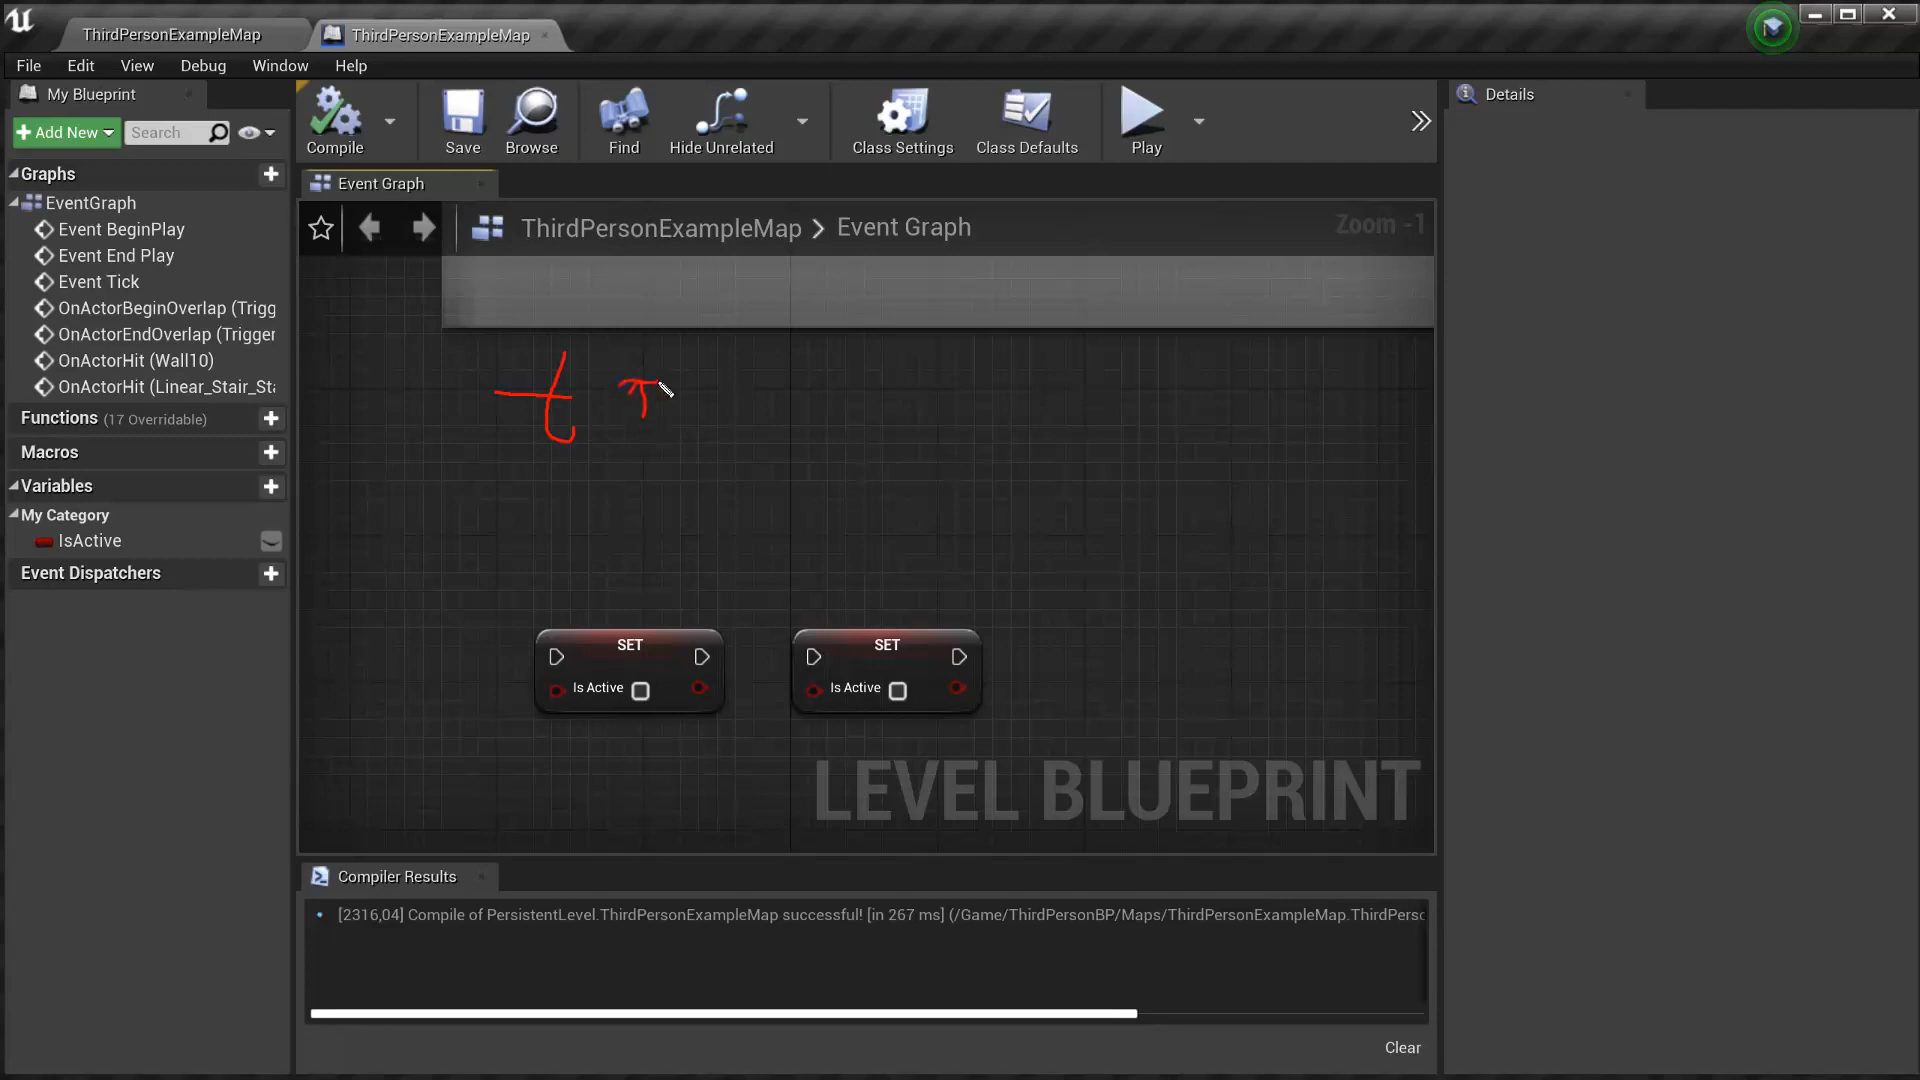 ThirdPersonExampleMap
ThirdPersonExampleMap
File Edit View Debug Window Help
My Blueprint
Add New
Search
Compile
Save
Browse
Find
Hide Unrelated
Class Settings
Class Defaults
Play
Details
Graphs
EventGraph
Event BeginPlay
Event End Play
Event Tick
OnActorBeginOverlap (Trigg
OnActorEndOverlap (Trigger
OnActorHit (Wall10)
OnActorHit (Linear_Stair_Sta
Functions (17 Overridable)
Macros
Variables
My Category
IsActive
Event Dispatchers
Event Graph
ThirdPersonExampleMap > Event Graph
Zoom -1
t
SET
Is Active
SET
Is Active
LEVEL BLUEPRINT
Compiler Results
[2316,04] Compile of PersistentLevel.ThirdPersonExampleMap successful! [in 267 ms] (/Game/ThirdPersonBP/Maps/ThirdPersonExampleMap.ThirdPerso
Clear